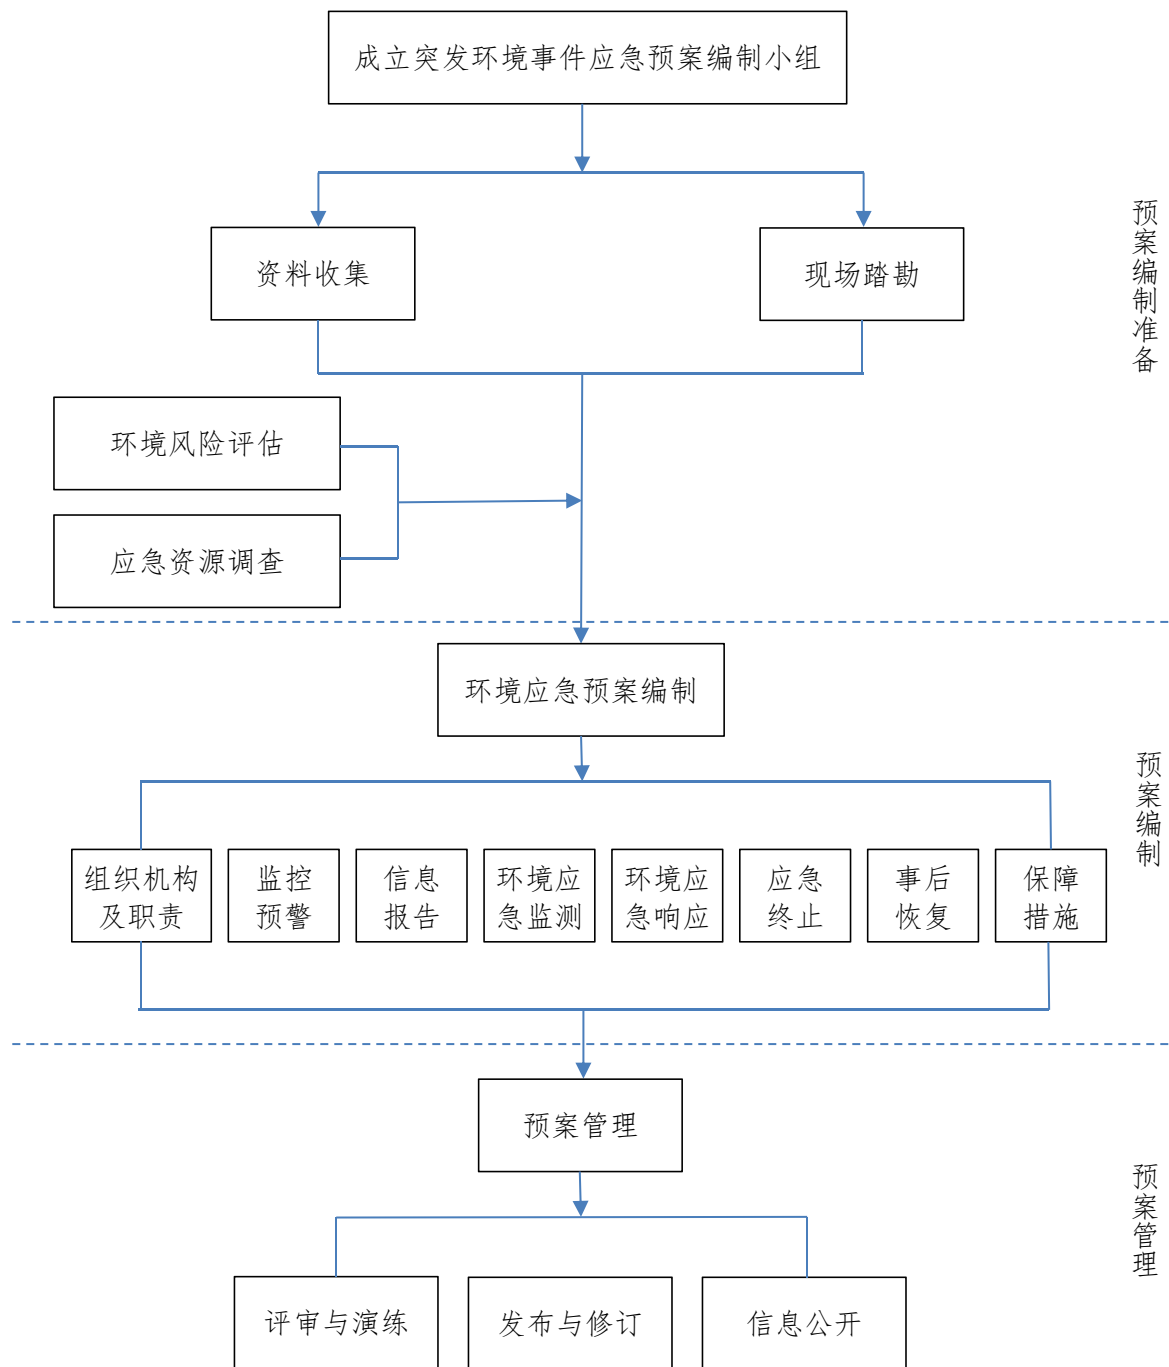 成立突发环境事件应急预案编制小组
资料收集
现场踏勘
预案编制准备
环境风险评估
应急资源调查
环境应急预案编制
预案编制
组织机构
及职责
监控
预警
信息
报告
环境应
急监测
环境应
急响应
应急
终止
事后
恢复
保障
措施
预案管理
预案管理
评审与演练
发布与修订
信息公开